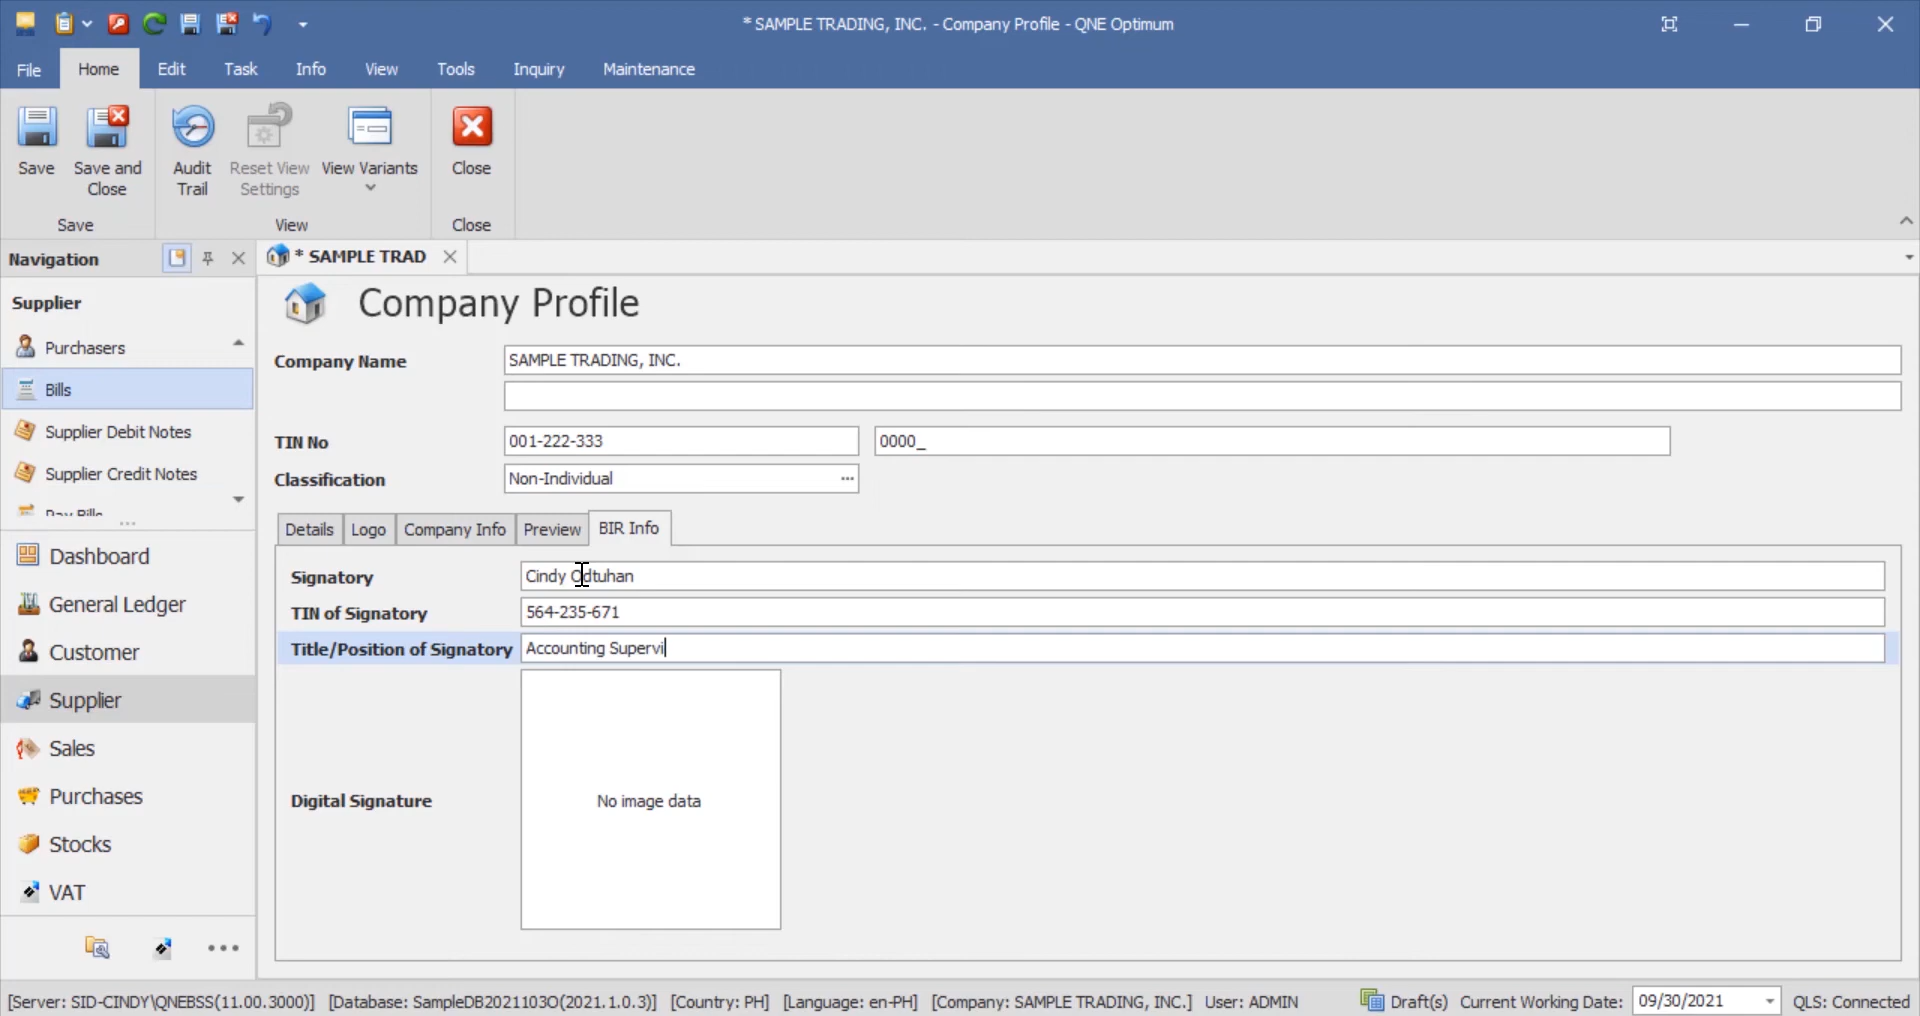 * SAMPLE TRADING, INC. - Company Profile - QNE Optimum
File Home Edit Task Info View Tools Inquiry Maintenance
Save
Save and Close
Audit Trail
Reset View Settings
View Variants
Close
Save View Close
Navigation
* SAMPLE TRAD
Supplier
Purchasers
Bills
Supplier Debit Notes
Supplier Credit Notes
Pay Bills
Dashboard
General Ledger
Customer
Supplier
Sales
Purchases
Stocks
VAT
Company Profile
Company Name SAMPLE TRADING, INC.
TIN No 001-222-333 0000_
Classification Non-Individual
Details Logo Company Info Preview BIR Info
Signatory Cindy Odtuhan
TIN of Signatory 564-235-671
Title/Position of Signatory Accounting Supervi
Digital Signature No image data
[Server: SID-CINDY\QNEBSS(11.00.3000)] [Database: SampleDB2021103O(2021.1.0.3)] [Country: PH] [Language: en-PH] [Company: SAMPLE TRADING, INC.] User: ADMIN Draft(s) Current Working Date: 09/30/2021 QLS: Connected